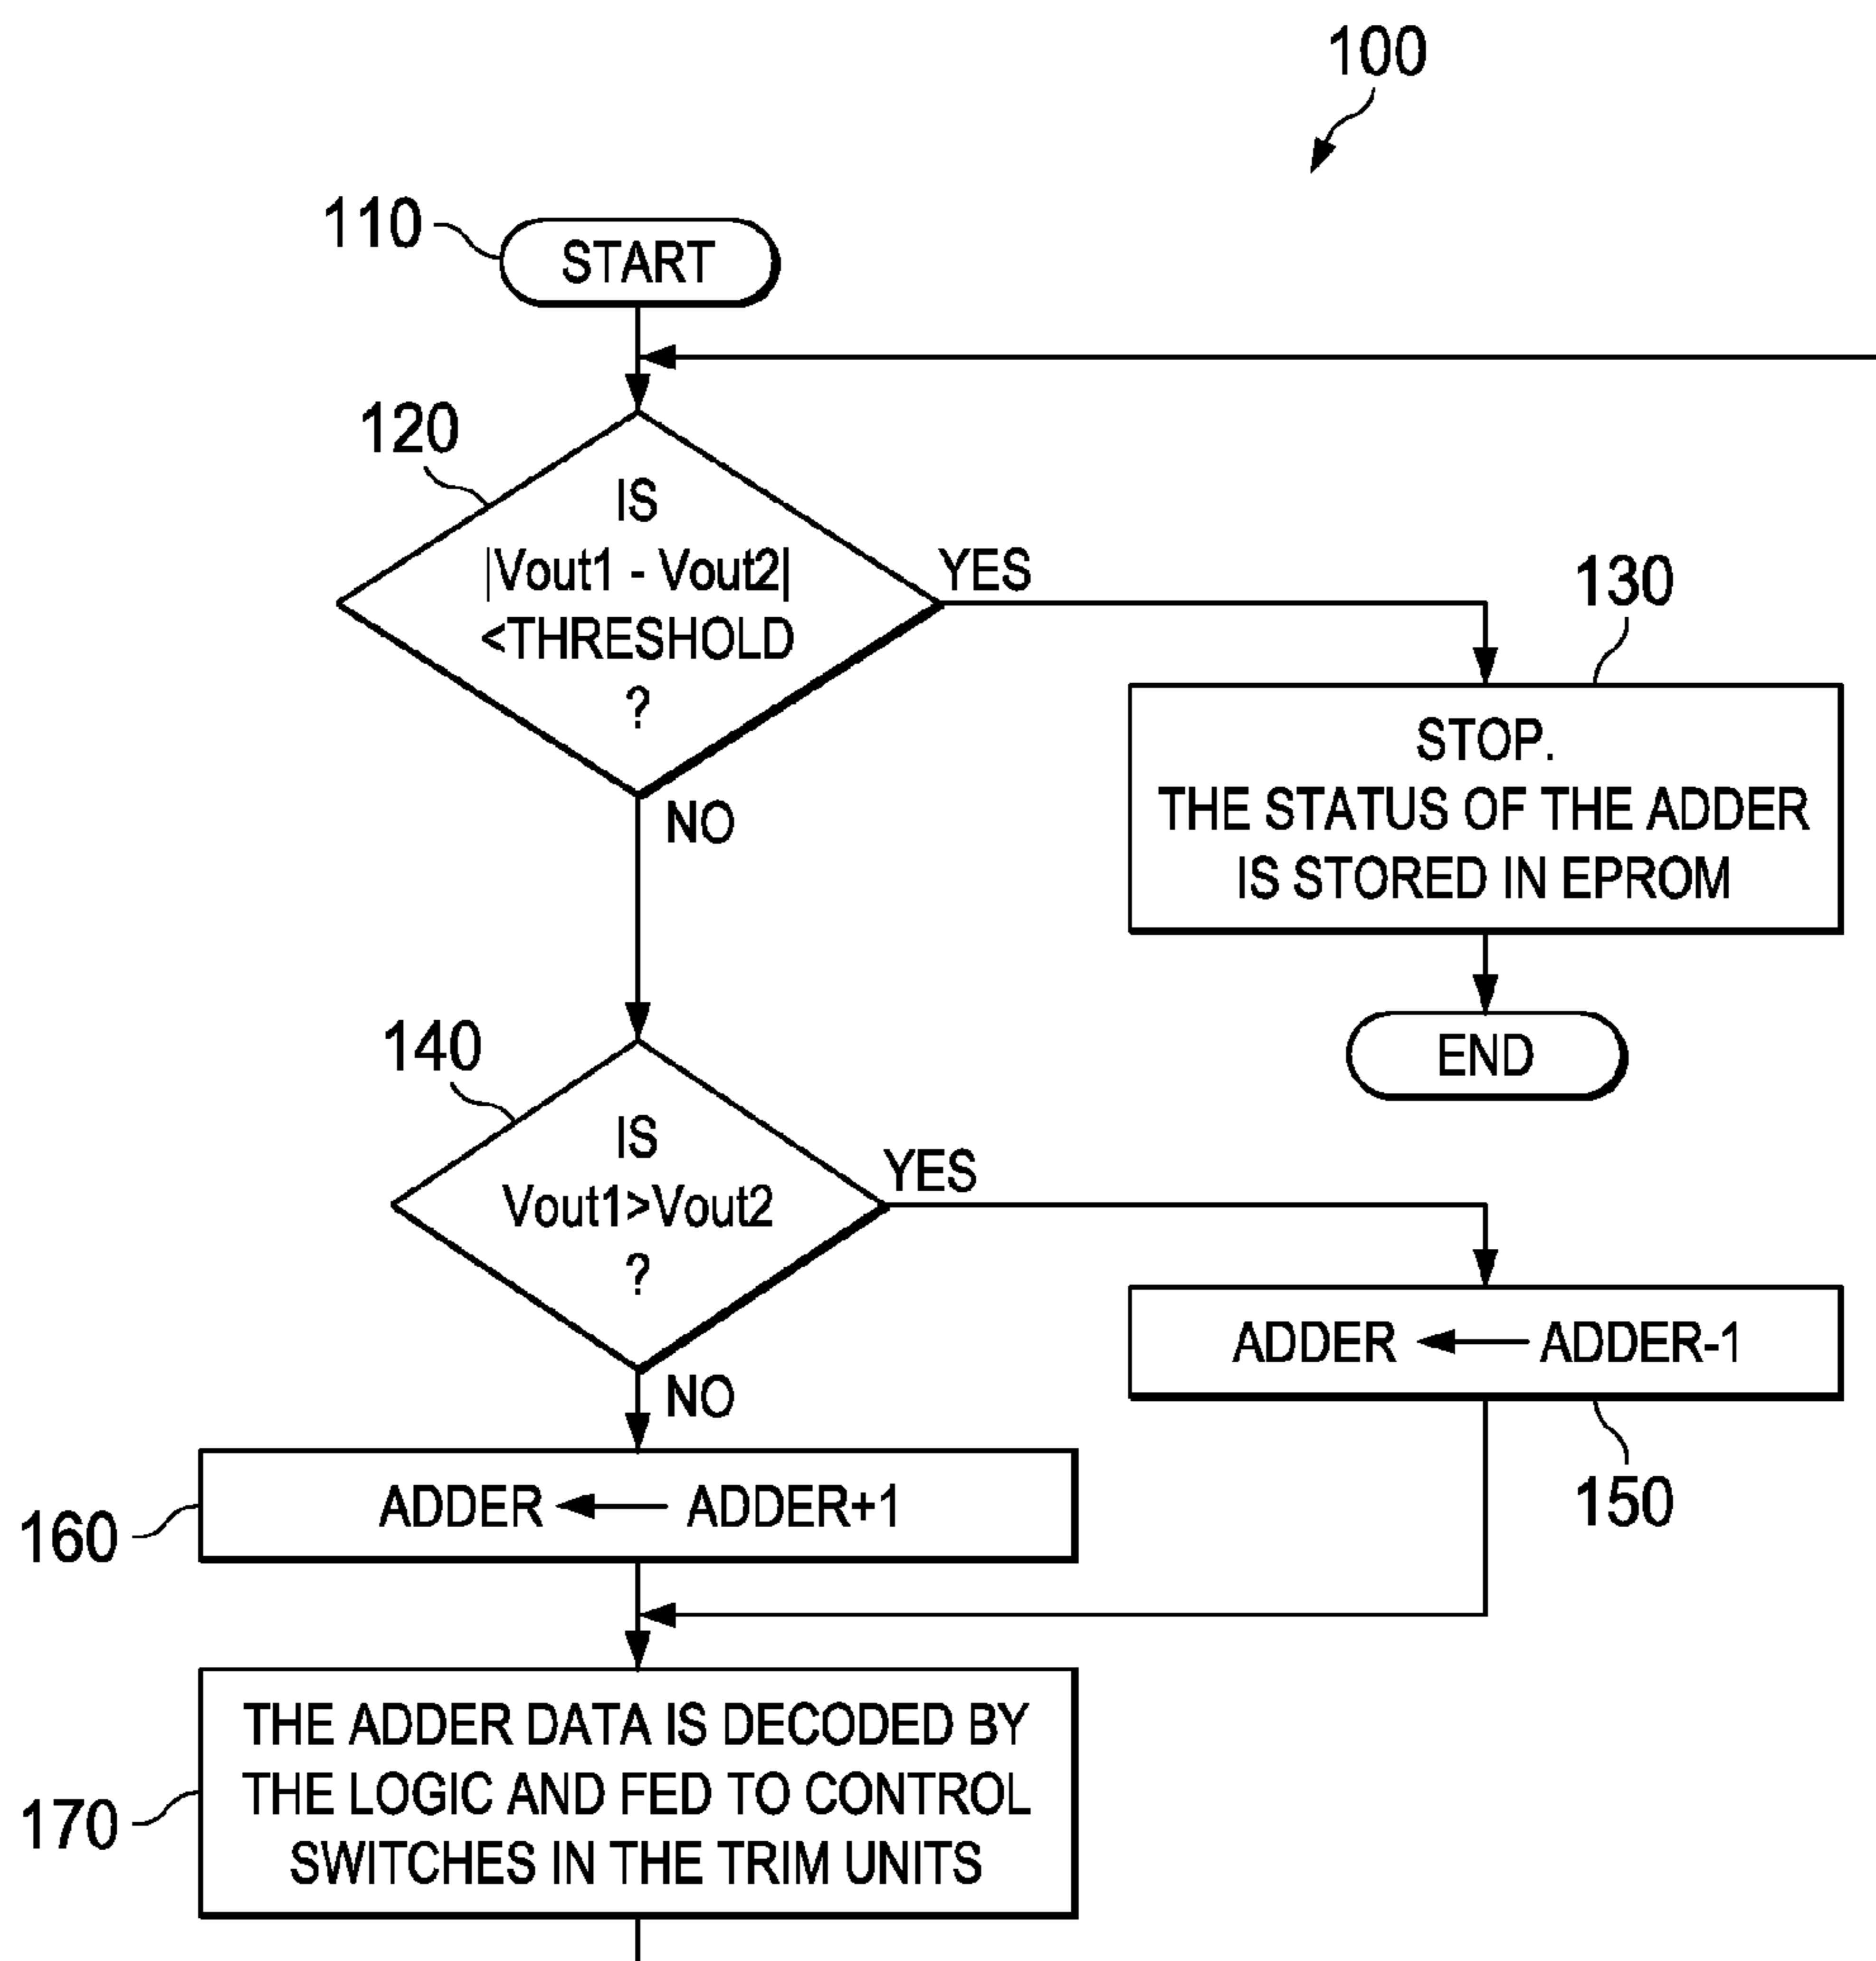 100
110
START
120
IS
|Vout1 - Vout2|
<THRESHOLD
?
YES
NO
130
STOP.
THE STATUS OF THE ADDER
IS STORED IN EPROM
END
140
IS
Vout1>Vout2
?
YES
NO
ADDER ← ADDER-1
150
160
ADDER ← ADDER+1
170
THE ADDER DATA IS DECODED BY
THE LOGIC AND FED TO CONTROL
SWITCHES IN THE TRIM UNITS